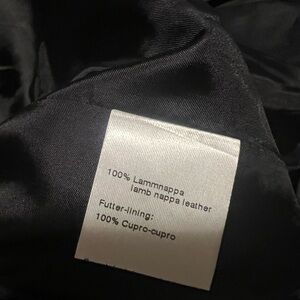 100% Lammnappa
lamb nappa leather
Futter-lining:
100% Cupro-cupro